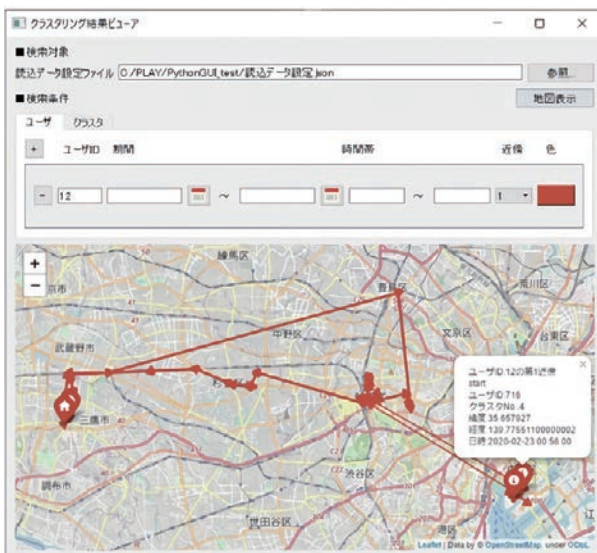 クラスタリング結果ビューア
■検索対象
読込データ設定ファイル C:/PLAY/PythonGUI_test/読込データ設定.json 参照...
■検索条件 地図表示
ユーザ クラスタ
+ ユーザID 期間 時間帯 近傍 色
- 12 ～ ～ 1
+
-
練馬区
豊島区
荒川区
中野区
文京区
台東区
武蔵野市
三鷹市
渋谷区
調布市
世田谷区
港区
江
ユーザID:12の第1近傍
start
ユーザID:716
クラスタNo.:4
緯度:35.657027
経度:139.77551100000002
日時:2020-02-23 00:56:00
Leaflet | Data by © OpenStreetMap, under ODbL.